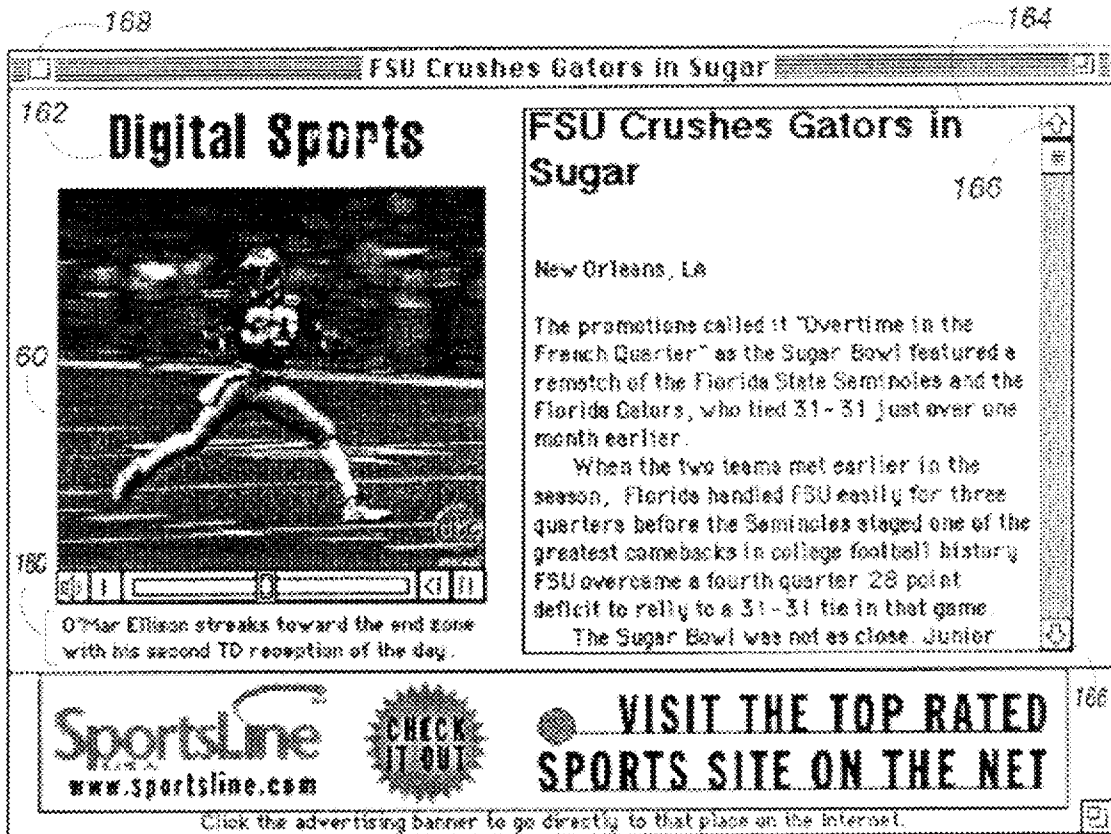 168
164
FSU Crushes Gators in Sugar
162
Digital Sports
FSU Crushes Gators in
Sugar
166
New Orleans, LA
The promotions called it "Overtime in the
French Quarter" as the Sugar Bowl featured a
rematch of the Florida State Seminoles and the
Florida Gators, who tied 31-31 just over one
month earlier.
When the two teams met earlier in the
season, Florida handled FSU easily for three
quarters before the Seminoles staged one of the
greatest comebacks in college football history
FSU overcame a fourth quarter 28 point
deficit to rally to a 31-31 tie in that game.
The Sugar Bowl was not as close. Junior
60
abc
160
O'Mar Ellison streaks toward the end zone
with his second TD reception of the day.
166
SportsLine
www.sportsline.com
CHECK
IT OUT
VISIT THE TOP RATED
SPORTS SITE ON THE NET
Click the advertising banner to go directly to that place on the Internet.